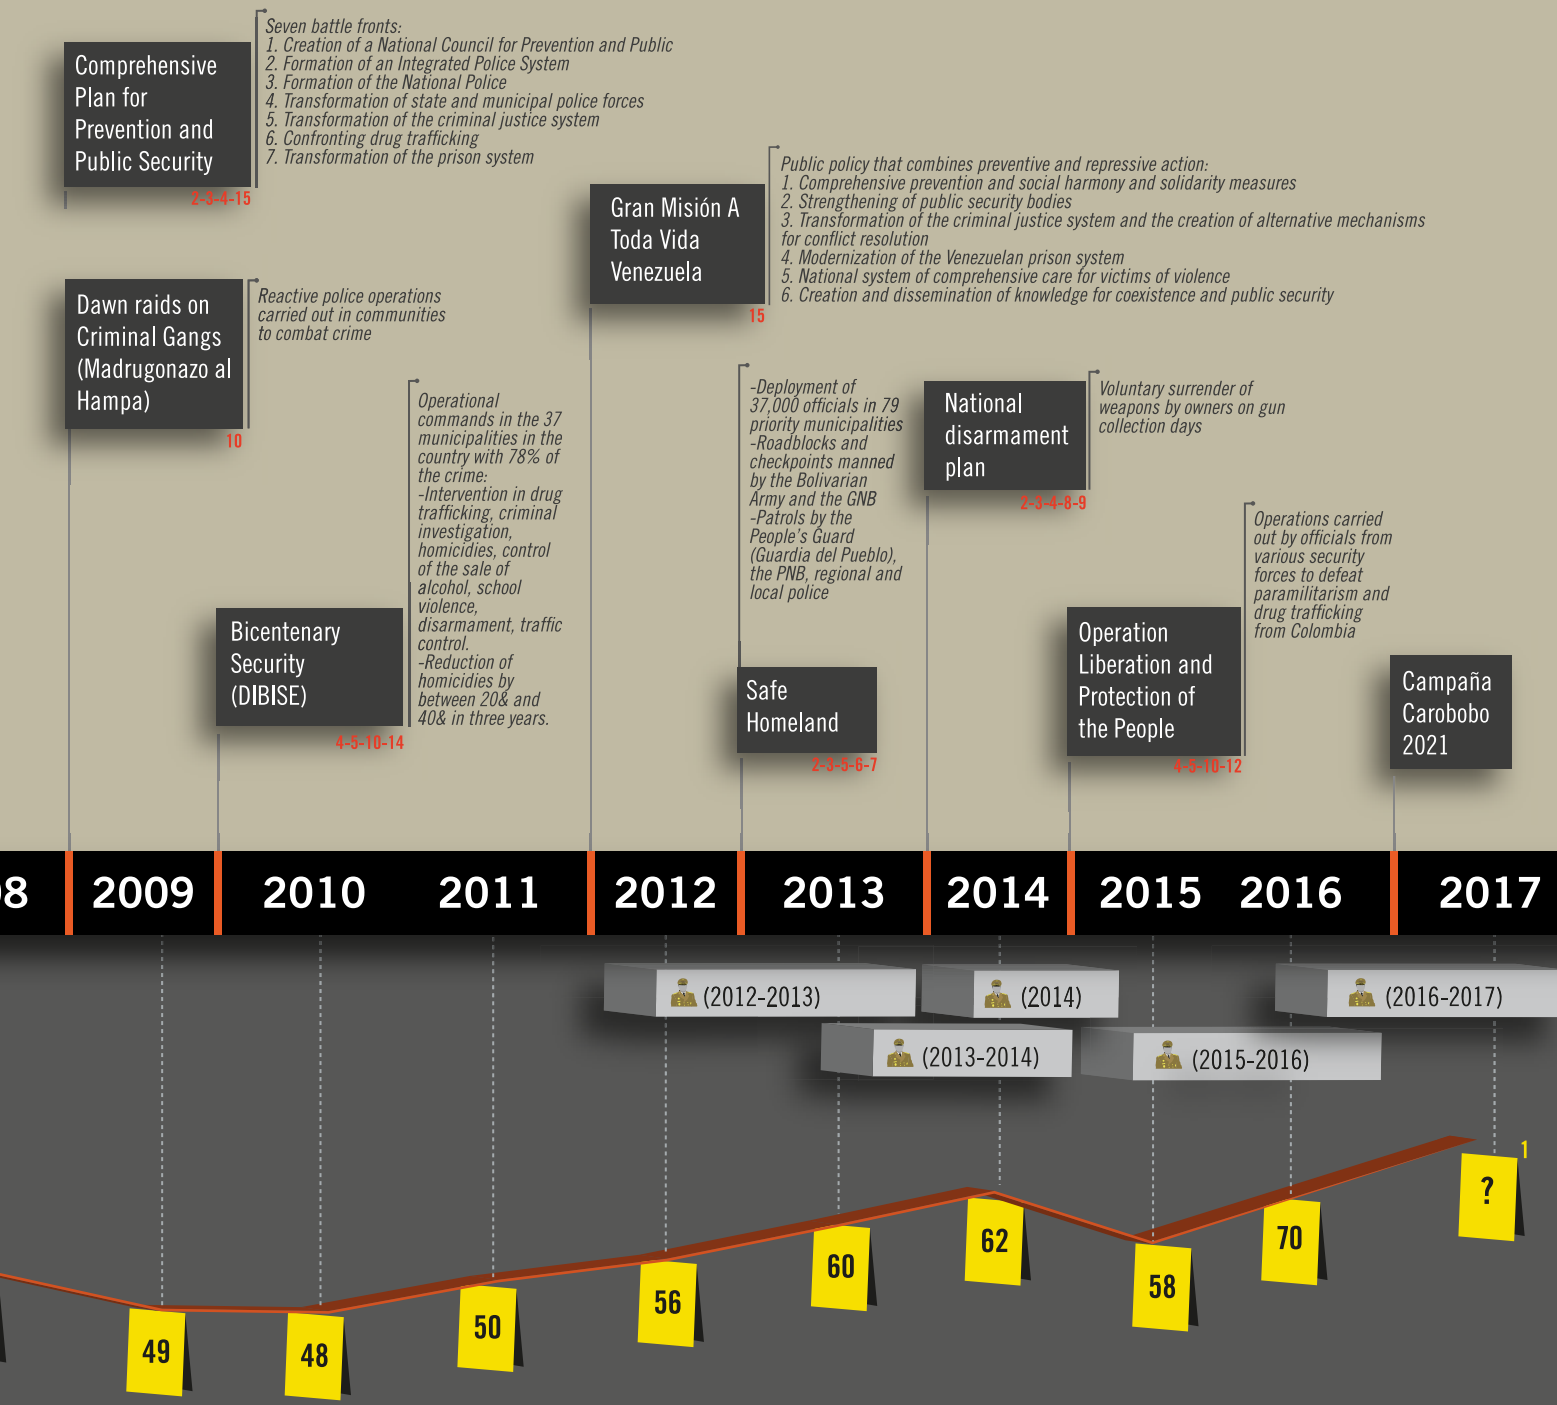 Comprehensive
Plan for
Prevention and
Public Security
2-3-4-15
Seven battle fronts:
1. Creation of a National Council for Prevention and Public
2. Formation of an Integrated Police System
3. Formation of the National Police
4. Transformation of state and municipal police forces
5. Transformation of the criminal justice system
6. Confronting drug trafficking
7. Transformation of the prison system
Gran Misión A
Toda Vida
Venezuela
15
Public policy that combines preventive and repressive action:
1. Comprehensive prevention and social harmony and solidarity measures
2. Strengthening of public security bodies
3. Transformation of the criminal justice system and the creation of alternative mechanisms
for conflict resolution
4. Modernization of the Venezuelan prison system
5. National system of comprehensive care for victims of violence
6. Creation and dissemination of knowledge for coexistence and public security
Dawn raids on
Criminal Gangs
(Madrugonazo al
Hampa)
10
Reactive police operations
carried out in communities
to combat crime
Operational
commands in the 37
municipalities in the
country with 78% of
the crime:
-Intervention in drug
trafficking, criminal
investigation,
homicidies, control
of the sale of
alcohol, school
violence,
disarmament, traffic
control.
-Reduction of
homicidies by
between 20& and
40& in three years.
Bicentenary
Security
(DIBISE)
4-5-10-14
-Deployment of
37,000 officials in 79
priority municipalities
-Roadblocks and
checkpoints manned
by the Bolivarian
Army and the GNB
-Patrols by the
People's Guard
(Guardia del Pueblo),
the PNB, regional and
local police
Safe
Homeland
2-3-5-6-7
National
disarmament
plan
2-3-4-8-9
Voluntary surrender of
weapons by owners on gun
collection days
Operations carried
out by officials from
various security
forces to defeat
paramilitarism and
drug trafficking
from Colombia
Operation
Liberation and
Protection of
the People
4-5-10-12
Campaña
Carobobo
2021
08 2009 2010 2011 2012 2013 2014 2015 2016 2017
(2012-2013)
(2014)
(2016-2017)
(2013-2014)
(2015-2016)
49
48
50
56
60
62
58
70
?
1